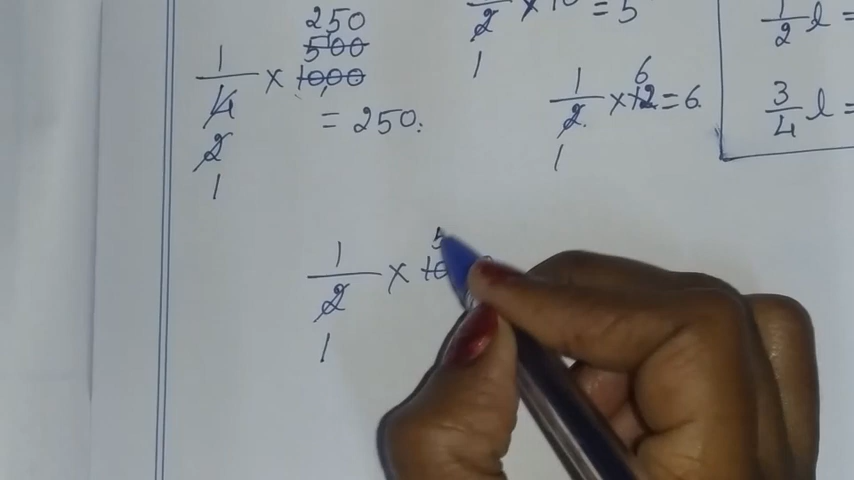 250
500
1/4 × 1000
= 250.
2
1
1/2 × 10 = 5
1
6
1/2 × 12 = 6.
1
1/2 l =
3/4 l =
5
1/2 × 10
1